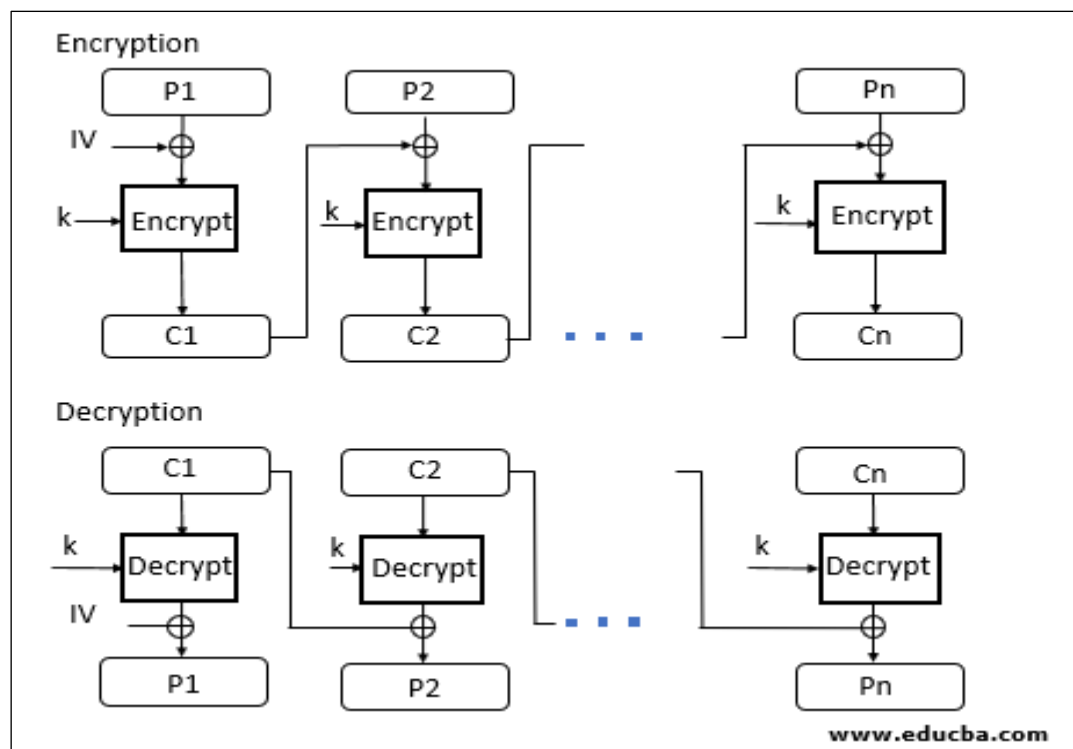 Encryption
P1 P2 Pn
IV
k Encrypt k Encrypt k Encrypt
C1 C2 Cn
Decryption
C1 C2 Cn
k Decrypt k Decrypt k Decrypt
IV
P1 P2 Pn
www.educba.com